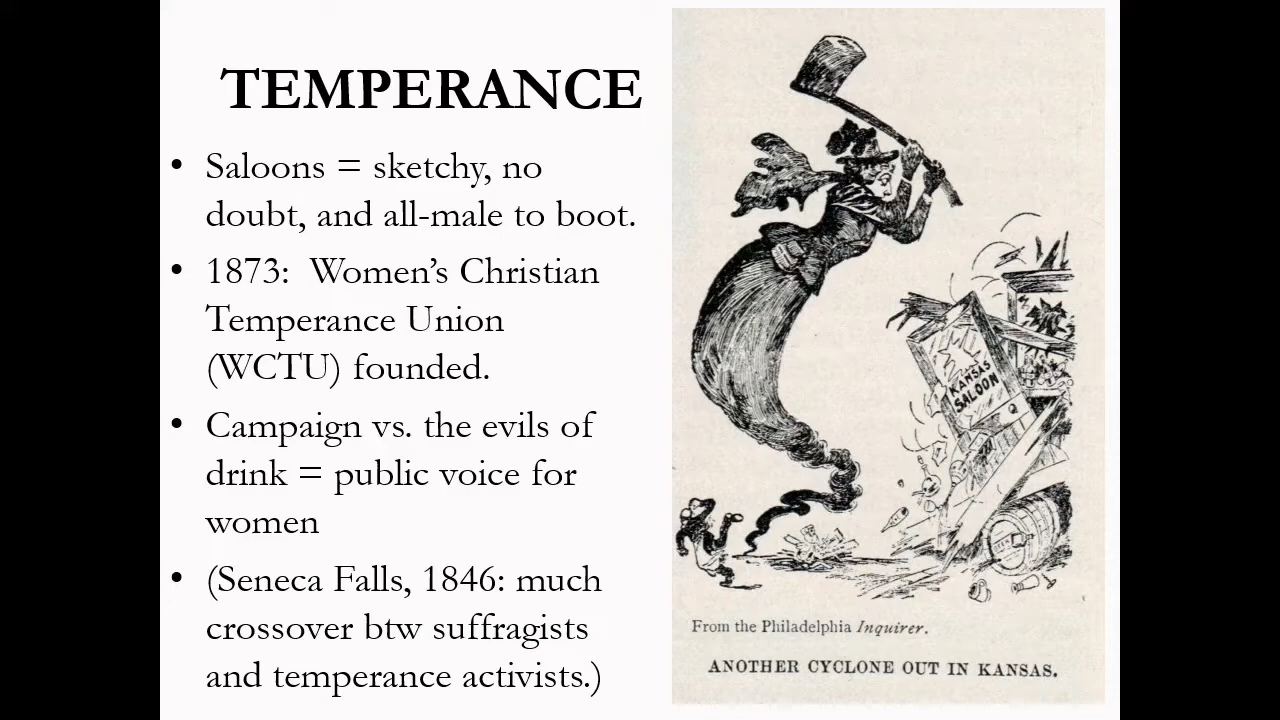 TEMPERANCE
• Saloons = sketchy, no
doubt, and all-male to boot.
• 1873:  Women’s Christian
Temperance Union
(WCTU) founded.
• Campaign vs. the evils of
drink = public voice for
women
• (Seneca Falls, 1846: much
crossover btw suffragists
and temperance activists.)
KANSAS
SALOON
From the Philadelphia Inquirer.
ANOTHER CYCLONE OUT IN KANSAS.